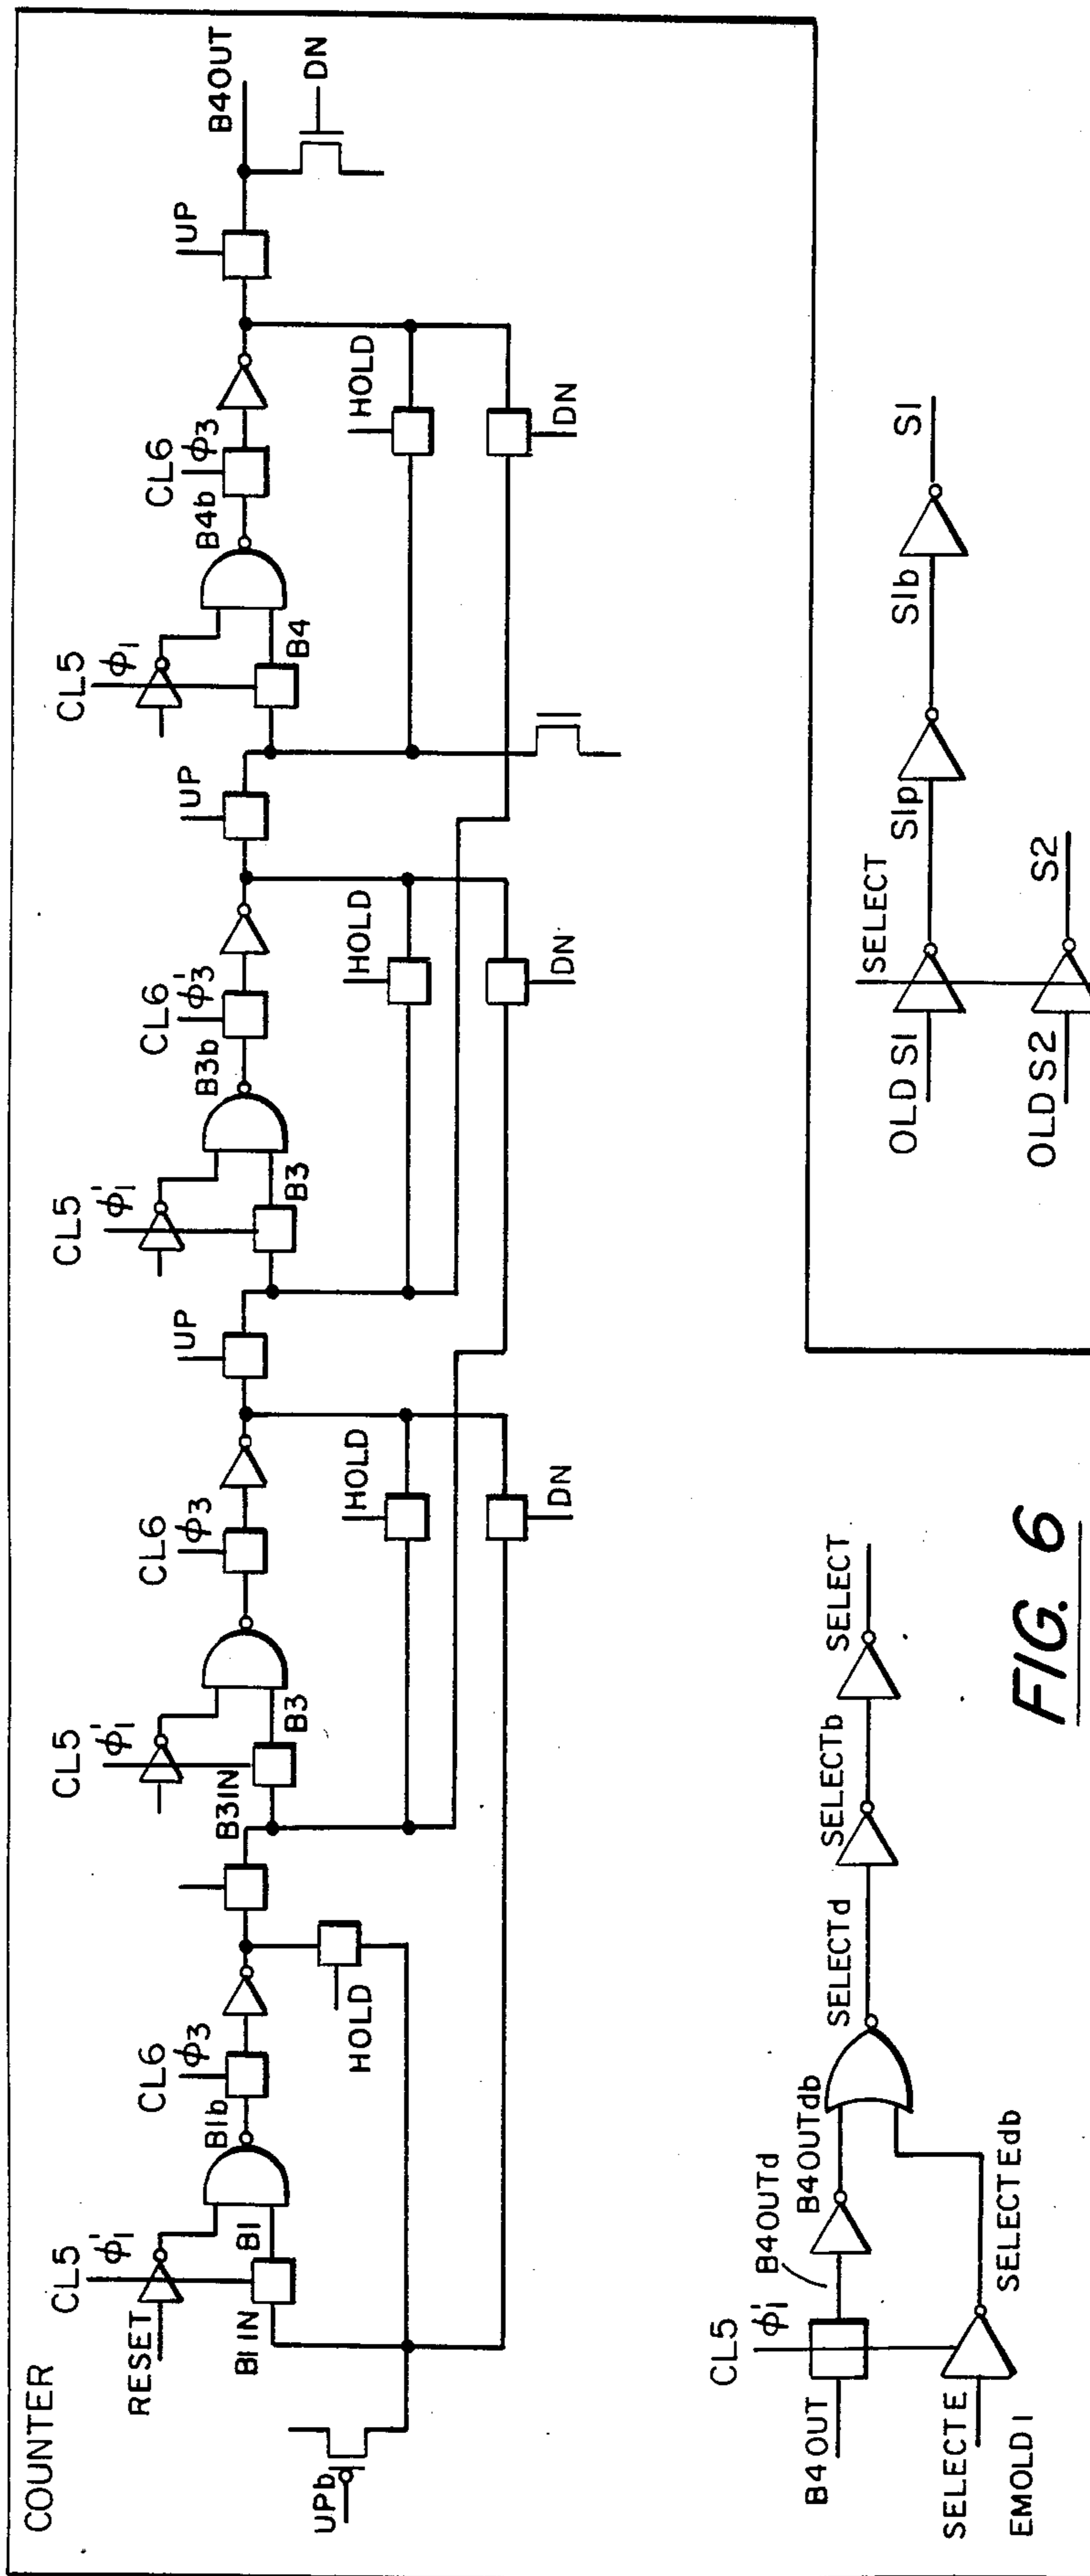 COUNTER
CL5
ϕ1'
RESET
B1b
CL6
ϕ3
B1
B1IN
UPb
HOLD
CL5
ϕ1'
B3IN
B3
CL6
ϕ3
UP
HOLD
DN
CL5
ϕ1'
B3
B3b
CL6
ϕ3'
UP
HOLD
DN
CL5
ϕ1
B4
B4b
CL6
ϕ3
UP
HOLD
DN
B4OUT
DN
CL5
ϕ1'
B4OUT
B4OUTd
B4OUTdb
SELECTd
SELECTb
SELECT
SELECTE
SELECTEdb
EMOLD1
SELECT
OLD S1
S1p
S1b
S1
OLD S2
S2
FIG. 6